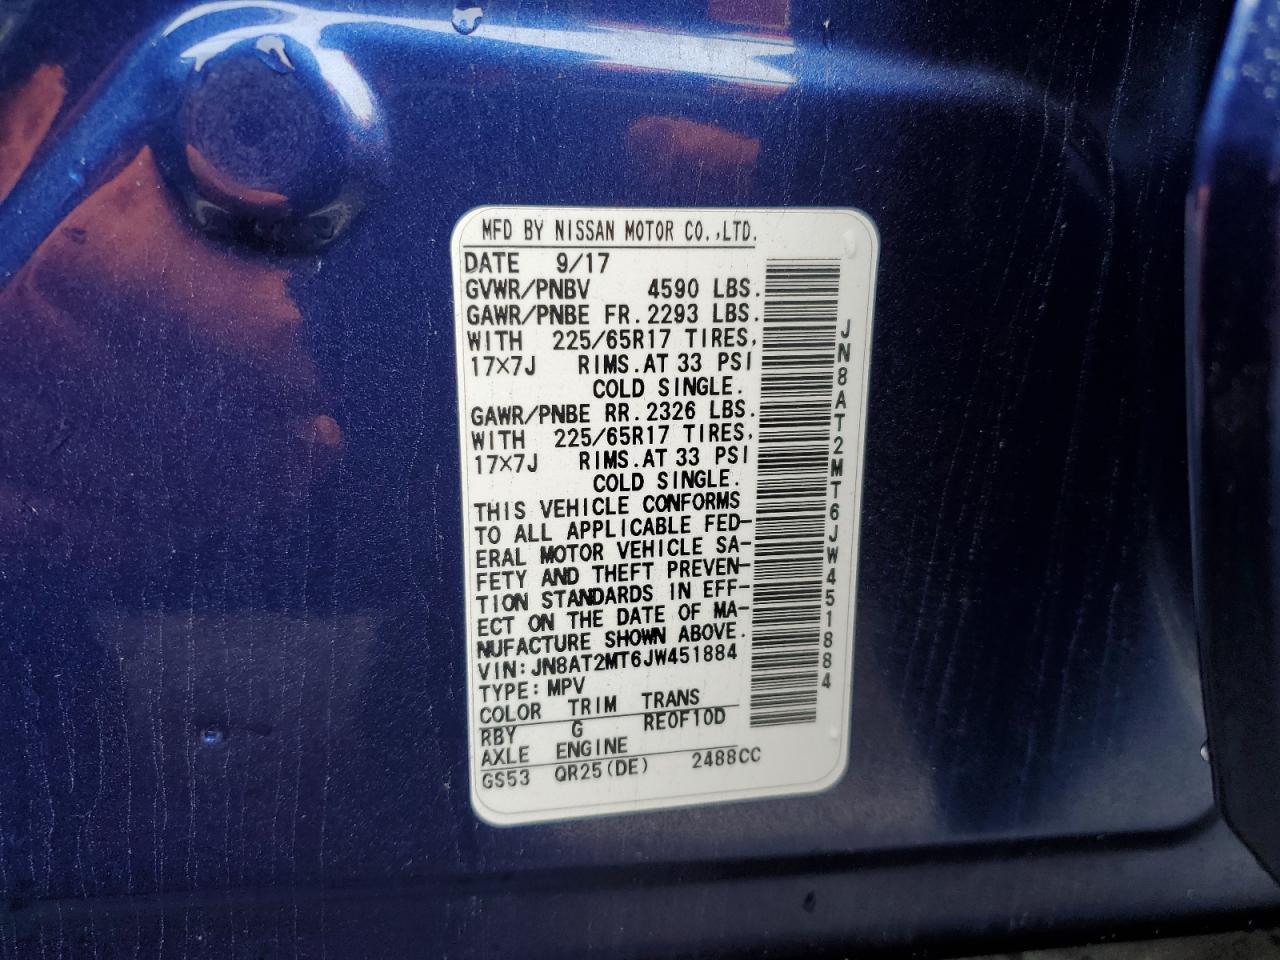 MFD BY NISSAN MOTOR CO.,LTD.
DATE 9/17
GVWR/PNBV 4590 LBS.
GAWR/PNBE FR.2293 LBS.
WITH 225/65R17 TIRES,
17×7J RIMS.AT 33 PSI
COLD SINGLE.
GAWR/PNBE RR.2326 LBS.
WITH 225/65R17 TIRES,
17×7J RIMS.AT 33 PSI
COLD SINGLE.
THIS VEHICLE CONFORMS
TO ALL APPLICABLE FED-
ERAL MOTOR VEHICLE SA-
FETY AND THEFT PREVEN-
TION STANDARDS IN EFF-
ECT ON THE DATE OF MA-
NUFACTURE SHOWN ABOVE.
VIN:JN8AT2MT6JW451884
TYPE:MPV
COLOR TRIM TRANS
RBY G RE0F10D
AXLE ENGINE
GS53 QR25(DE) 2488CC
JN8AT2MT6JW451884